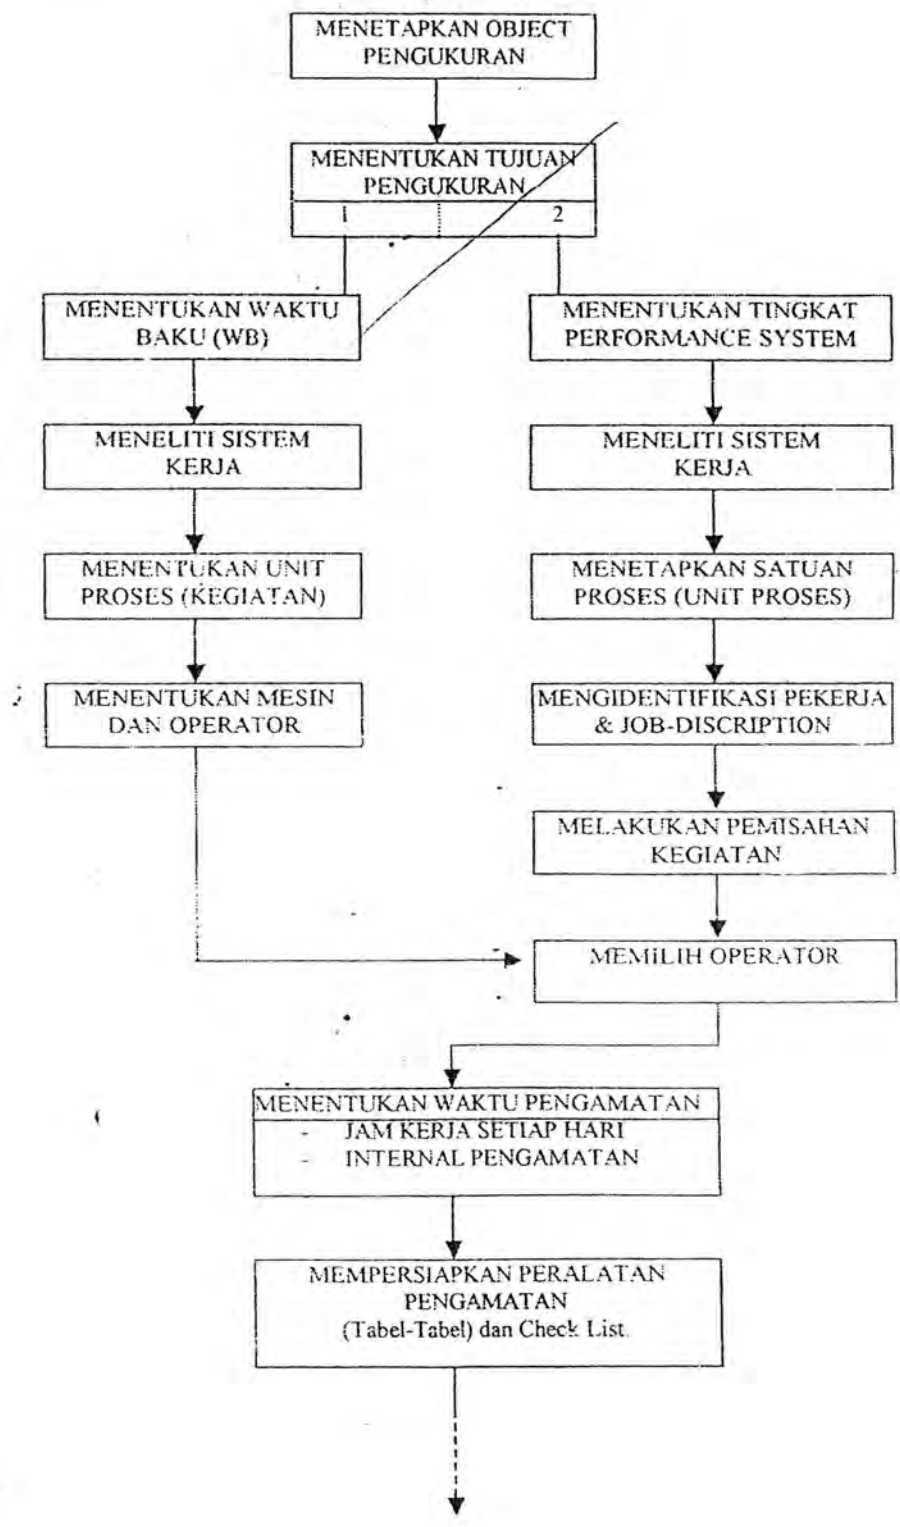 MENETAPKAN OBJECT
PENGUKURAN
MENENTUKAN TUJUAN
PENGUKURAN
1
2
MENENTUKAN WAKTU
BAKU (WB)
MENELITI SISTEM
KERJA
MENENTUKAN UNIT
PROSES (KEGIATAN)
MENENTUKAN MESIN
DAN OPERATOR
MENENTUKAN TINGKAT
PERFORMANCE SYSTEM
MENELITI SISTEM
KERJA
MENETAPKAN SATUAN
PROSES (UNIT PROSES)
MENGIDENTIFIKASI PEKERJA
& JOB-DISCRIPTION
MELAKUKAN PEMISAHAN
KEGIATAN
MEMILIH OPERATOR
MENENTUKAN WAKTU PENGAMATAN
- JAM KERJA SETIAP HARI
- INTERNAL PENGAMATAN
MEMPERSIAPKAN PERALATAN
PENGAMATAN
(Tabel-Tabel) dan Check List.